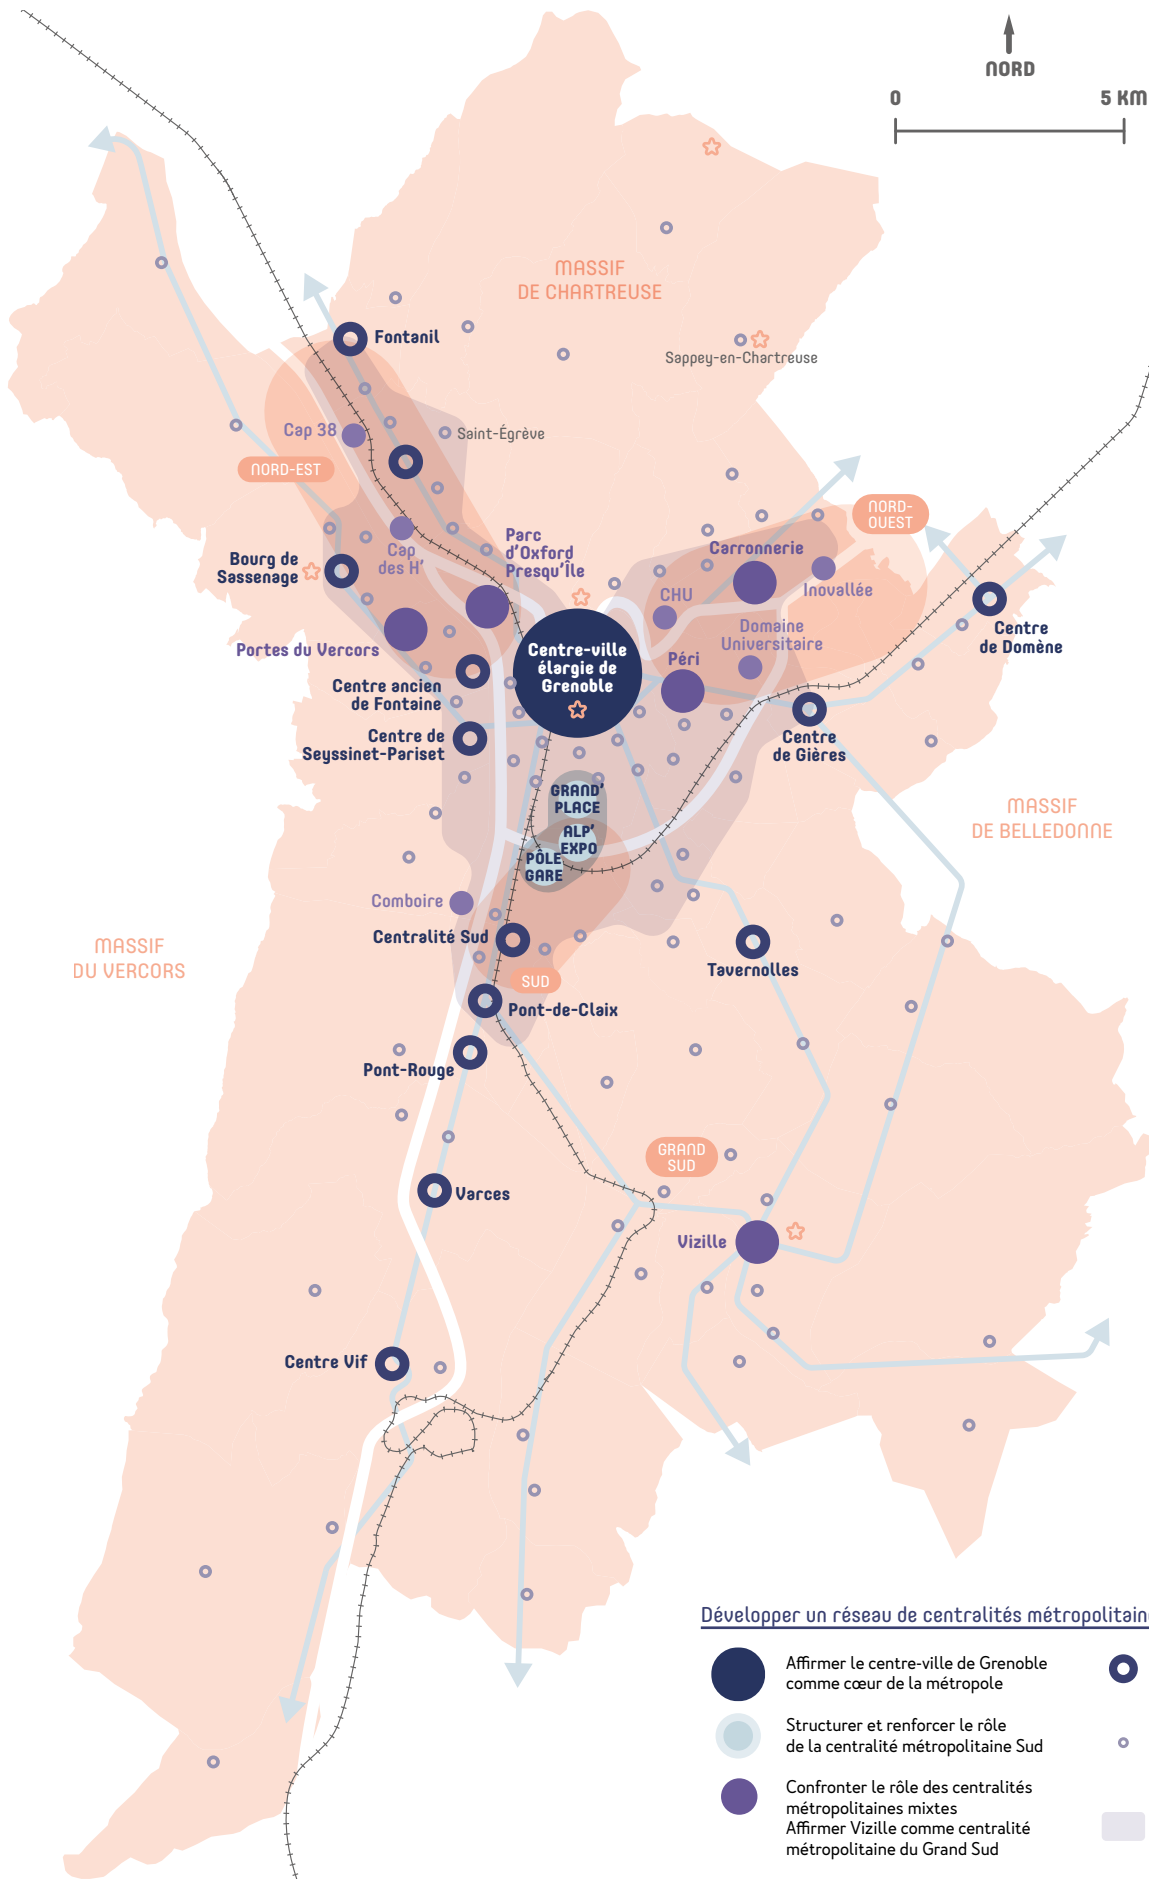 NORD
0
5 KM
MASSIF
DE CHARTREUSE
Fontanil
Sappey-en-Chartreuse
Cap 38
Saint-Égrève
NORD-EST
NORD-
OUEST
Parc
d'Oxford
Presqu'Île
Carronnerie
Bourg de
Sassenage
Cap
des H'
Inovallée
CHU
Domaine
Universitaire
Centre
de Domène
Portes du Vercors
Centre-ville
élargie de
Grenoble
Péri
Centre ancien
de Fontaine
Centre de
Seyssinet-Pariset
Centre
de Gières
GRAND'
PLACE
ALP'
EXPO
PÔLE
GARE
MASSIF
DE BELLEDONNE
Comboire
Centralité Sud
MASSIF
DU VERCORS
Tavernolles
SUD
Pont-de-Claix
Pont-Rouge
GRAND
SUD
Varces
Vizille
Centre Vif
Développer un réseau de centralités métropolitain
Affirmer le centre-ville de Grenoble
comme cœur de la métropole
Structurer et renforcer le rôle
de la centralité métropolitaine Sud
Confronter le rôle des centralités
métropolitaines mixtes
Affirmer Vizille comme centralité
métropolitaine du Grand Sud